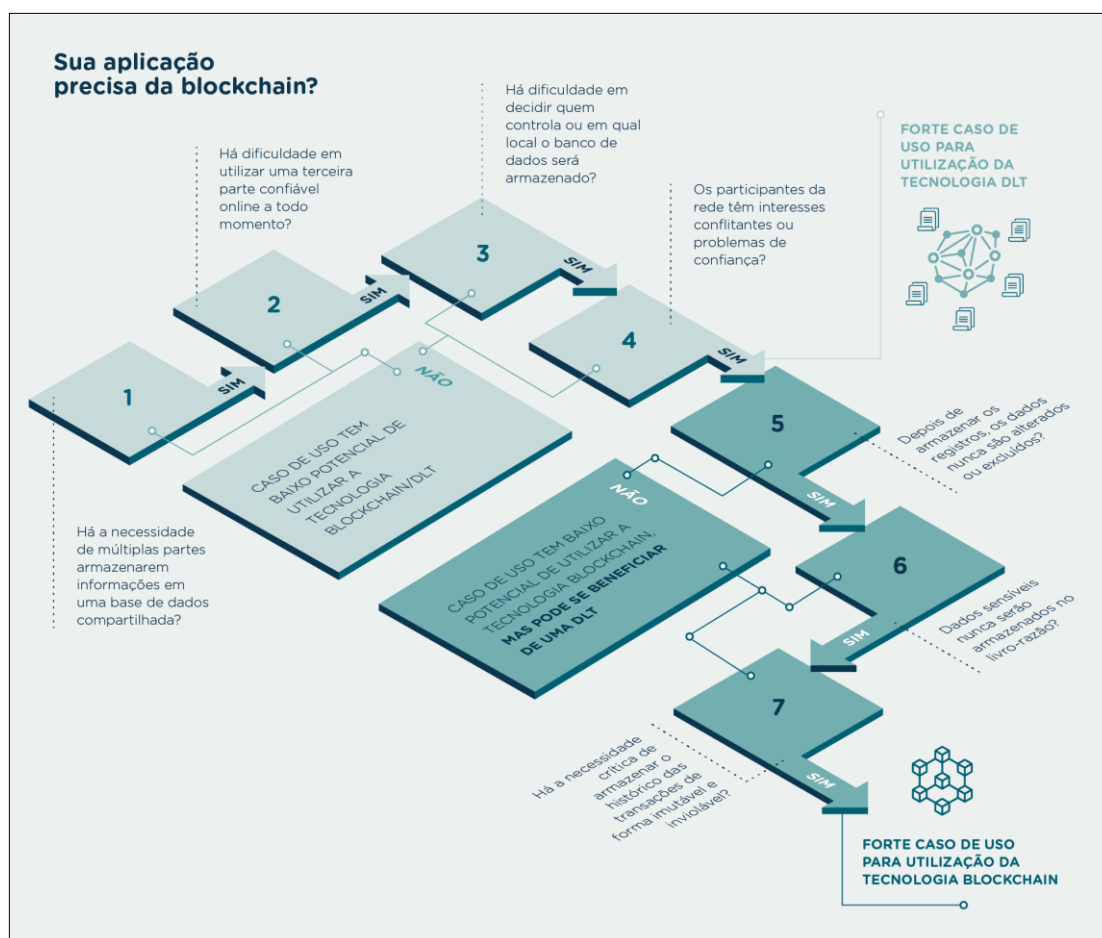 Sua aplicação
precisa da blockchain?
Há a necessidade
de múltiplas partes
armazenarem
informações em
uma base de dados
compartilhada?
1
SIM
Há dificuldade em
utilizar uma terceira
parte confiável
online a todo
momento?
2
SIM
Há dificuldade em
decidir quem
controla ou em qual
local o banco de
dados será
armazenado?
3
SIM
Os participantes da
rede têm interesses
conflitantes ou
problemas de
confiança?
4
SIM
FORTE CASO DE
USO PARA
UTILIZAÇÃO DA
TECNOLOGIA DLT
NÃO
CASO DE USO TEM
BAIXO POTENCIAL DE
UTILIZAR A
TECNOLOGIA
BLOCKCHAIN/DLT
5
SIM
Depois de
armazenar os
registros, os dados
nunca são alterados
ou excluídos?
NÃO
CASO DE USO TEM BAIXO
POTENCIAL DE UTILIZAR A
TECNOLOGIA BLOCKCHAIN,
MAS PODE SE BENEFICIAR
DE UMA DLT
6
SIM
Dados sensíveis
nunca serão
armazenados no
livro-razão?
7
SIM
Há a necessidade
crítica de
armazenar o
histórico das
transações de
forma imutável e
inviolável?
FORTE CASO DE USO
PARA UTILIZAÇÃO DA
TECNOLOGIA BLOCKCHAIN